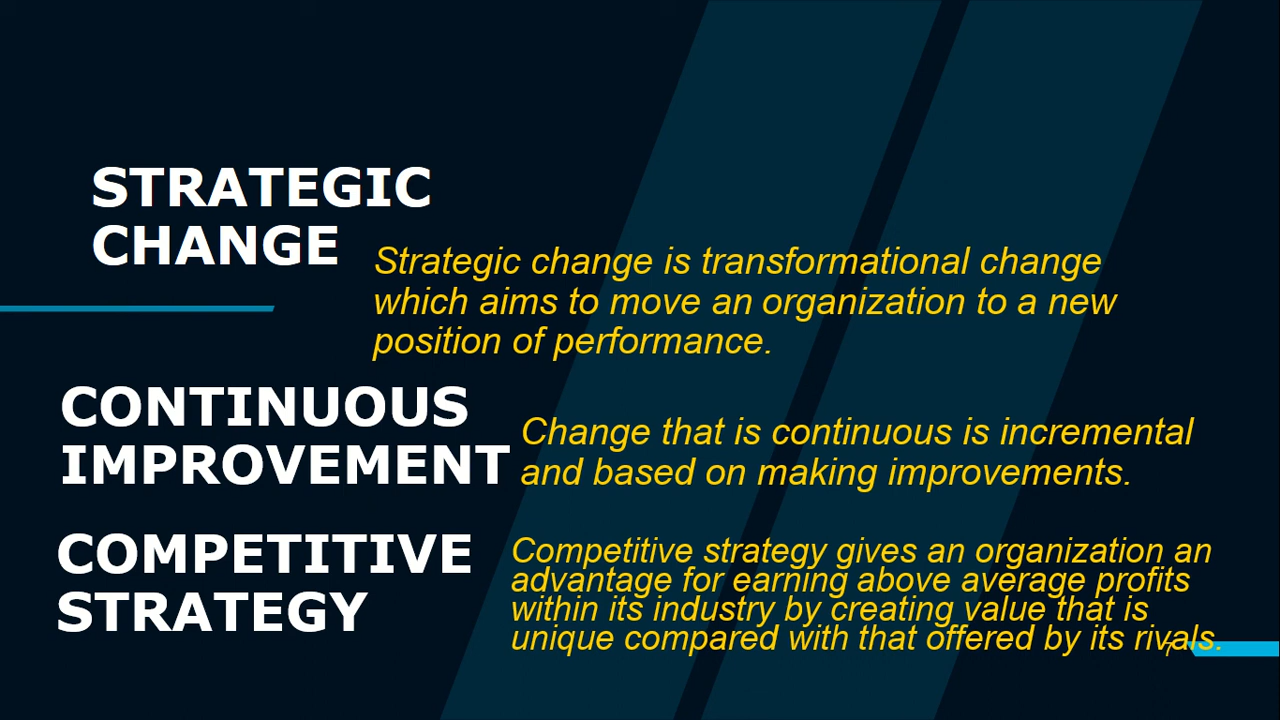 STRATEGIC
CHANGE
Strategic change is transformational change
which aims to move an organization to a new
position of performance.
CONTINUOUS
IMPROVEMENT
Change that is continuous is incremental
and based on making improvements.
COMPETITIVE
STRATEGY
Competitive strategy gives an organization an
advantage for earning above average profits
within its industry by creating value that is
unique compared with that offered by its rivals.
7